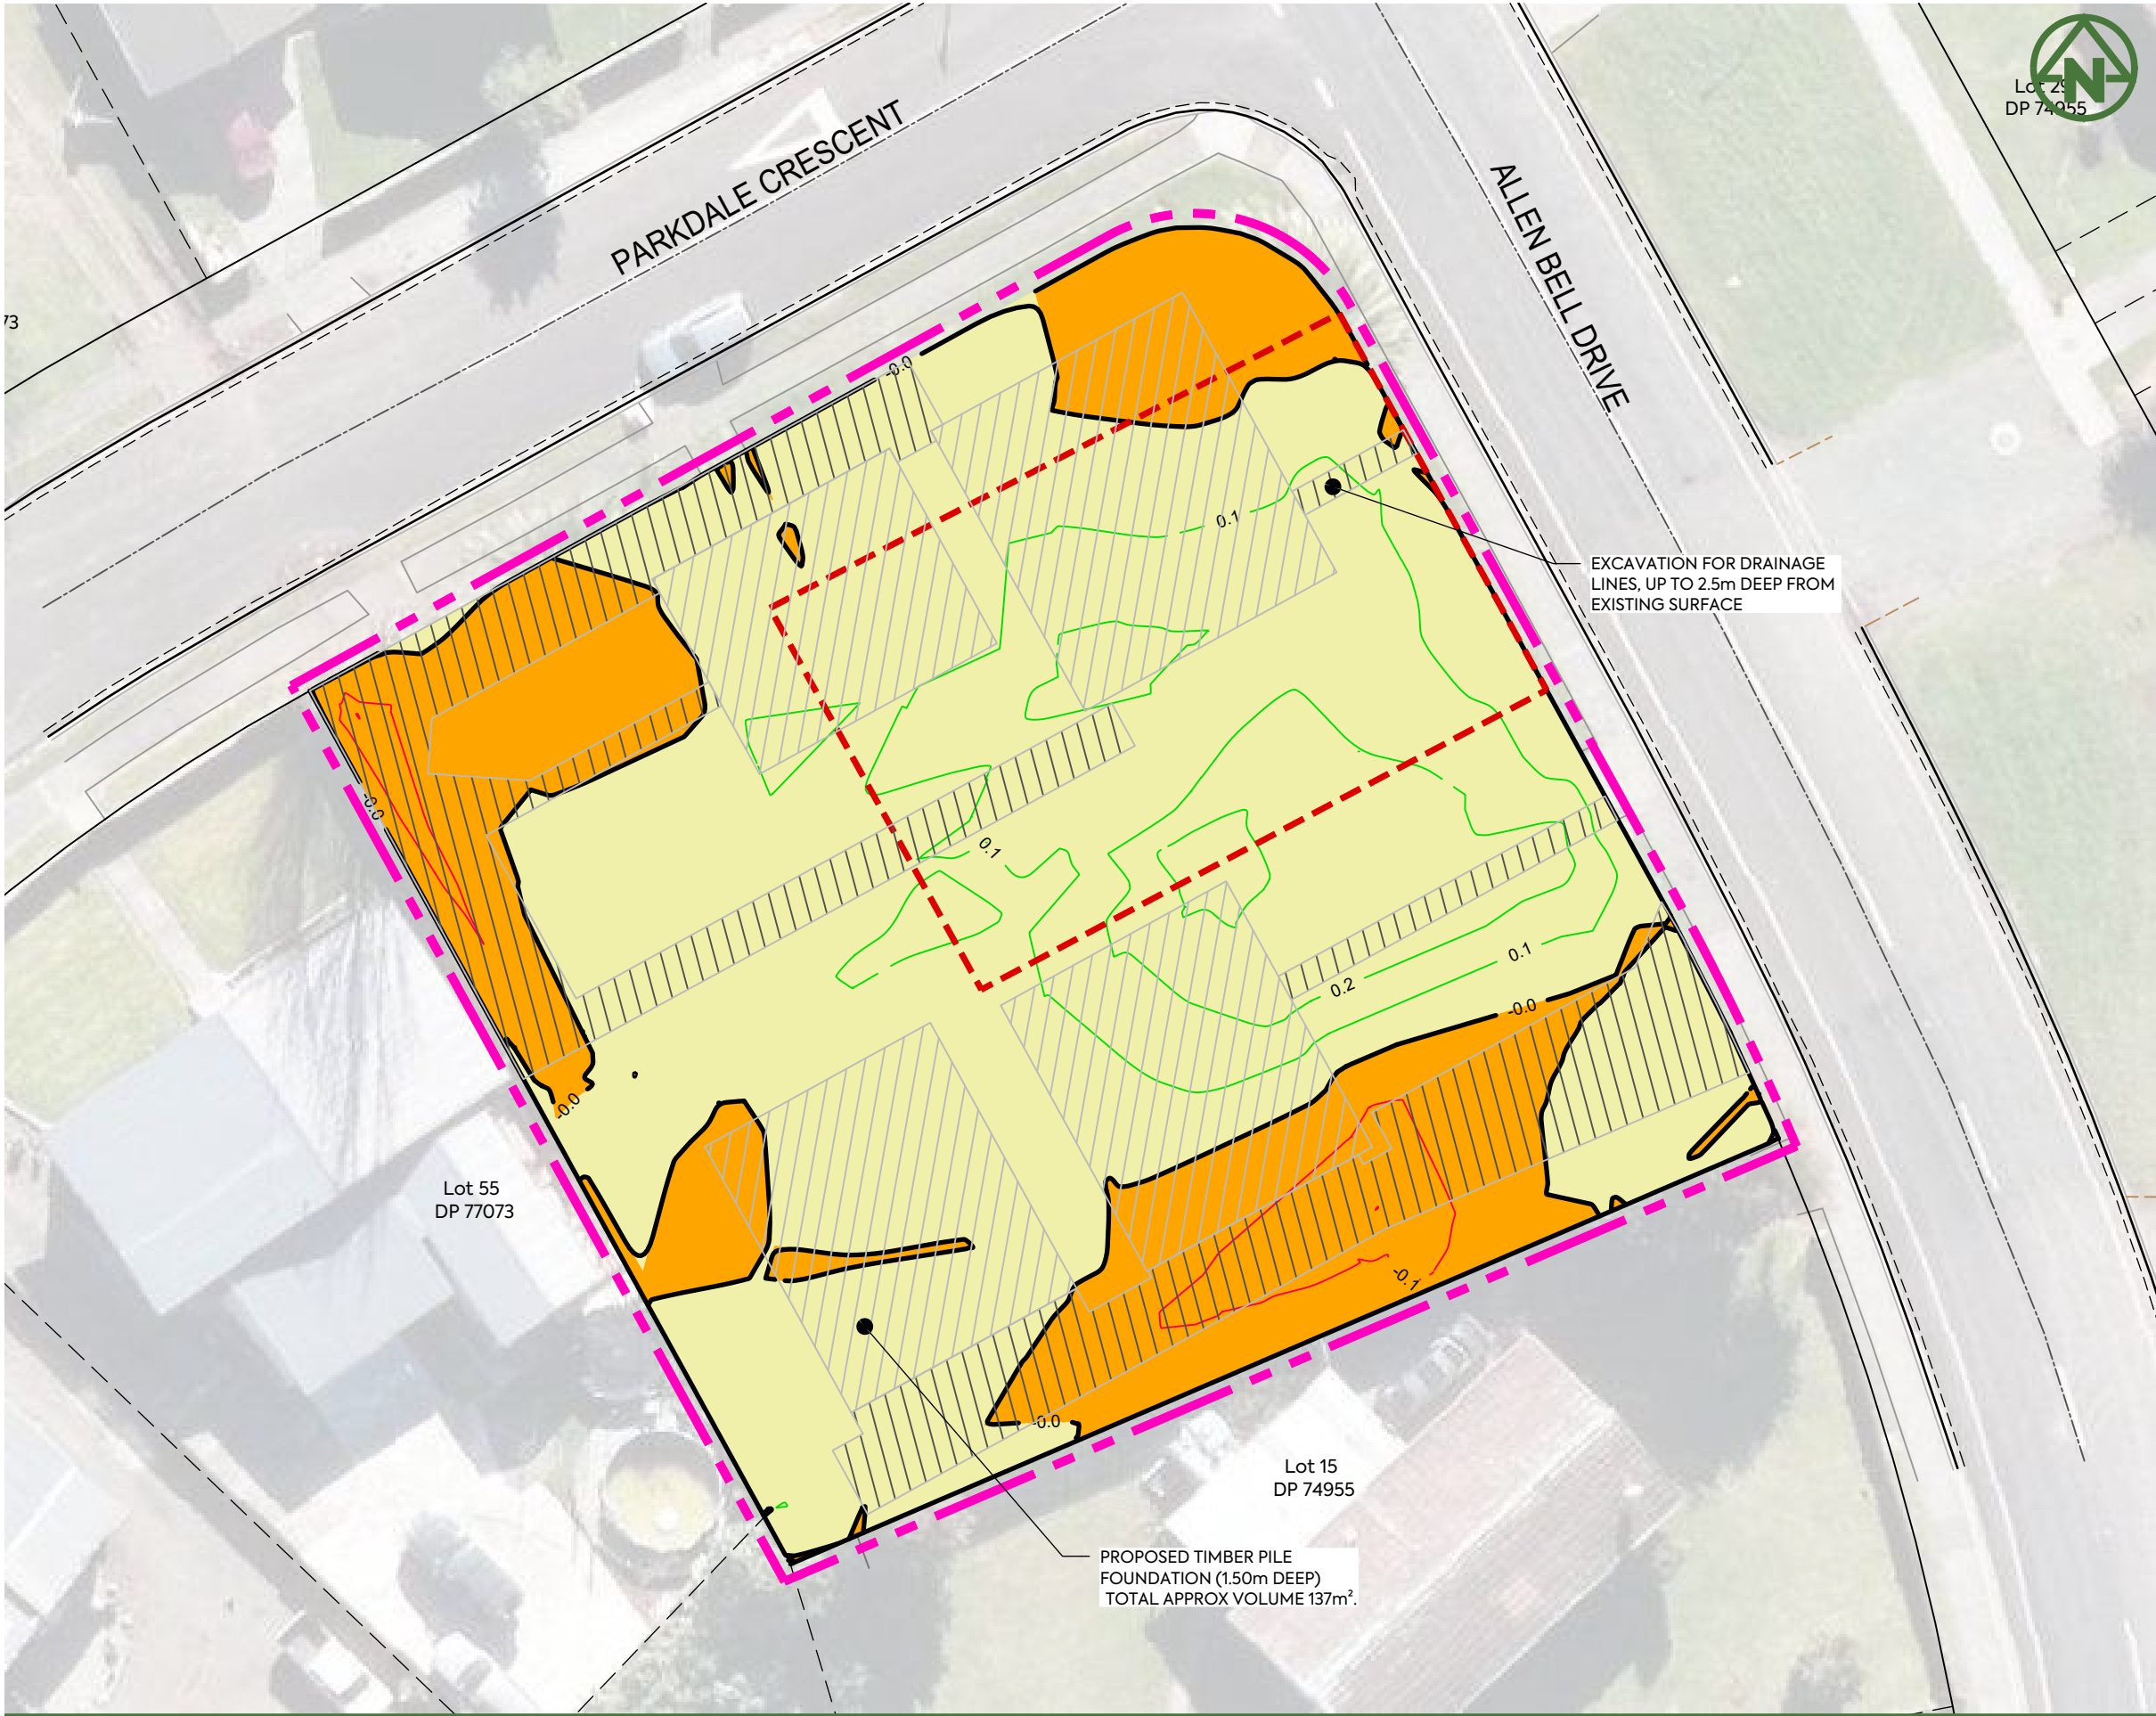 N
Lot 29
DP 74955
PARKDALE CRESCENT
ALLEN BELL DRIVE
73
-0.0
0.1
EXCAVATION FOR DRAINAGE
LINES, UP TO 2.5m DEEP FROM
EXISTING SURFACE
-0.0
0.1
0.1
0.2
-0.0
-0.0
Lot 55
DP 77073
-0.1
-0.0
Lot 15
DP 74955
PROPOSED TIMBER PILE
FOUNDATION (1.50m DEEP)
TOTAL APPROX VOLUME 137m².